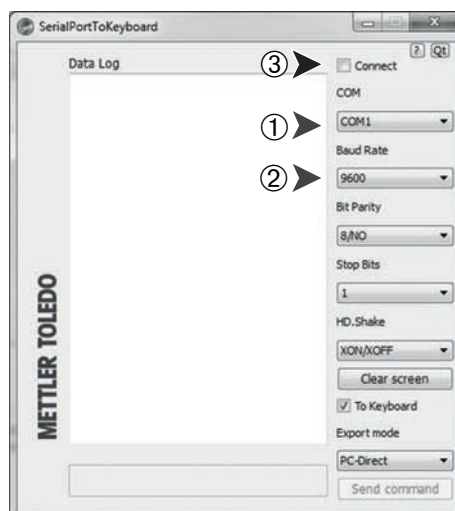 SerialPortToKeyboard
? Qt
Data Log
③ Connect
COM
① COM1
Baud Rate
② 9600
Bit Parity
8/NO
Stop Bits
1
HD.Shake
XON/XOFF
Clear screen
To Keyboard
Export mode
PC-Direct
Send command
METTLER TOLEDO